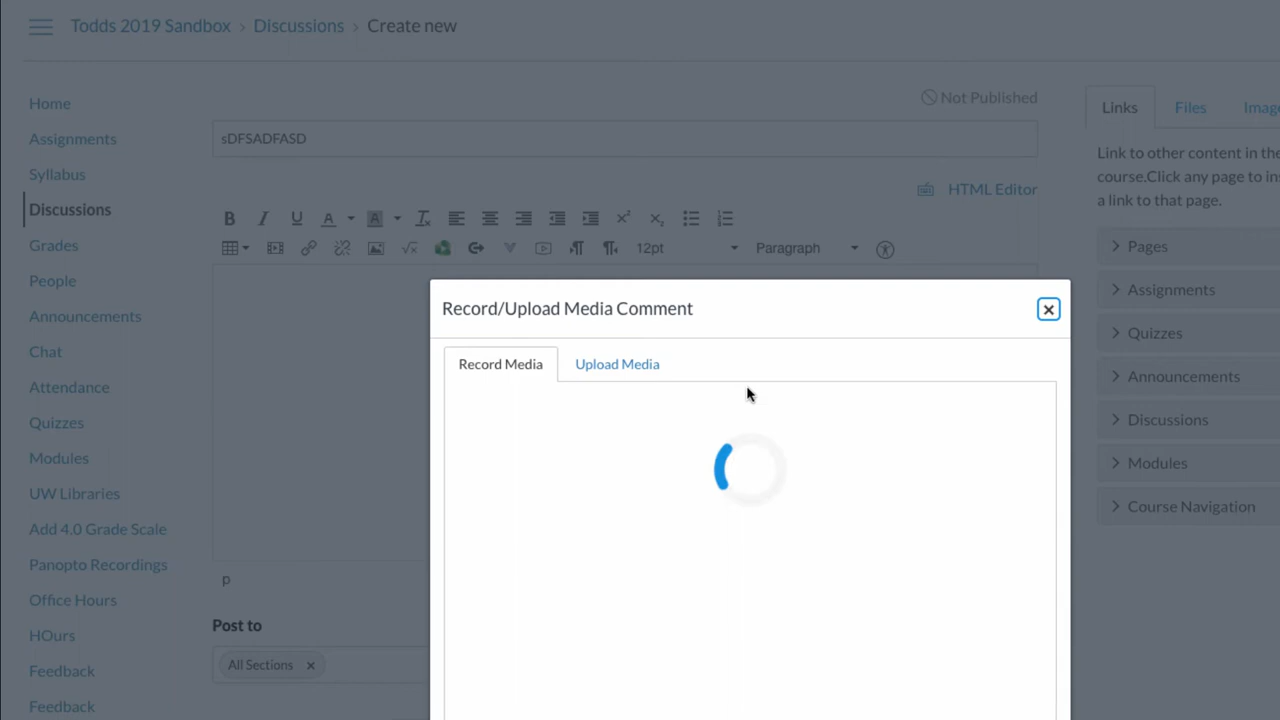 Todds 2019 Sandbox › Discussions › Create new
Home
Assignments
Syllabus
Discussions
Grades
People
Announcements
Chat
Attendance
Quizzes
Modules
UW Libraries
Add 4.0 Grade Scale
Panopto Recordings
Office Hours
HOurs
Feedback
Feedback
Not Published
sDFSADFASD
HTML Editor
12pt Paragraph
p
Post to
All Sections
Record/Upload Media Comment
Record Media Upload Media
Links Files Imag
Link to other content in the
course.Click any page to in
a link to that page.
Pages
Assignments
Quizzes
Announcements
Discussions
Modules
Course Navigation